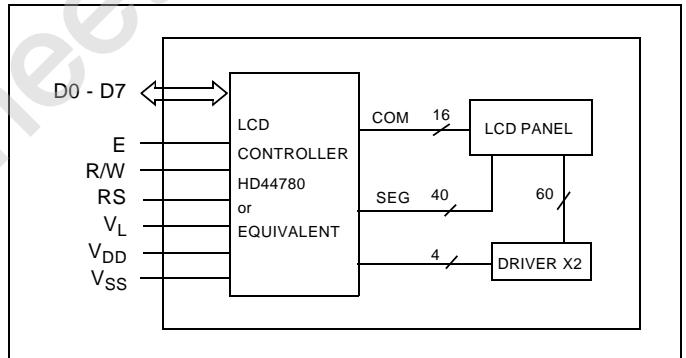 D0 - D7
E
R/W
RS
VL
VDD
VSS
LCD
CONTROLLER
HD44780
or
EQUIVALENT
COM 16
SEG 40
4
LCD PANEL
60
DRIVER X2